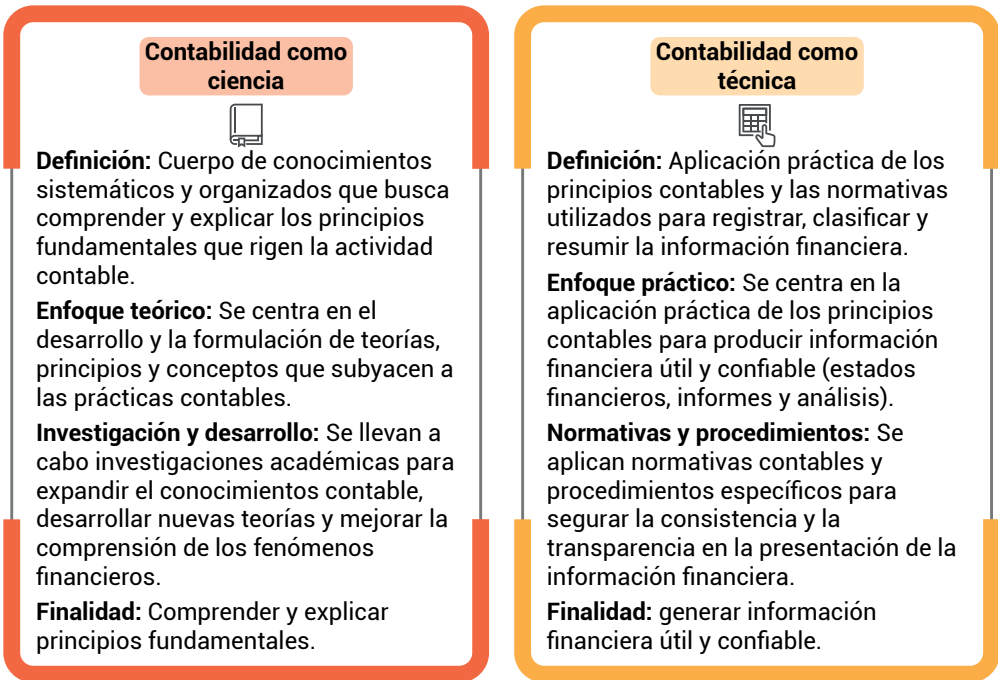 Contabilidad como
ciencia
Definición: Cuerpo de conocimientos
sistemáticos y organizados que busca
comprender y explicar los principios
fundamentales que rigen la actividad
contable.
Enfoque teórico: Se centra en el
desarrollo y la formulación de teorías,
principios y conceptos que subyacen a
las prácticas contables.
Investigación y desarrollo: Se llevan a
cabo investigaciones académicas para
expandir el conocimientos contable,
desarrollar nuevas teorías y mejorar la
comprensión de los fenómenos
financieros.
Finalidad: Comprender y explicar
principios fundamentales.
Contabilidad como
técnica
Definición: Aplicación práctica de los
principios contables y las normativas
utilizados para registrar, clasificar y
resumir la información financiera.
Enfoque práctico: Se centra en la
aplicación práctica de los principios
contables para producir información
financiera útil y confiable (estados
financieros, informes y análisis).
Normativas y procedimientos: Se
aplican normativas contables y
procedimientos específicos para
segurar la consistencia y la
transparencia en la presentación de la
información financiera.
Finalidad: generar información
financiera útil y confiable.